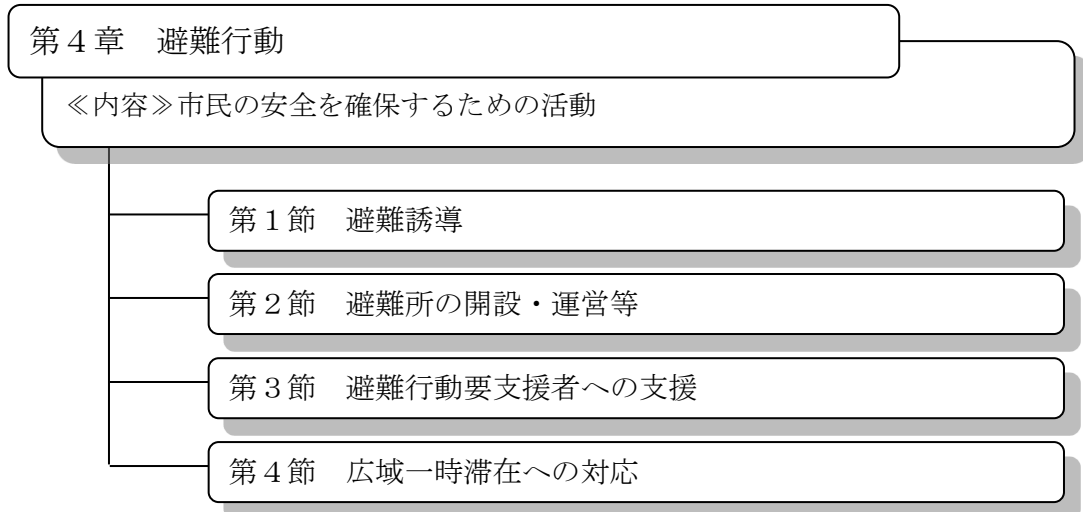 第４章　避難行動
≪内容≫市民の安全を確保するための活動
第１節　避難誘導
第２節　避難所の開設・運営等
第３節　避難行動要支援者への支援
第４節　広域一時滞在への対応